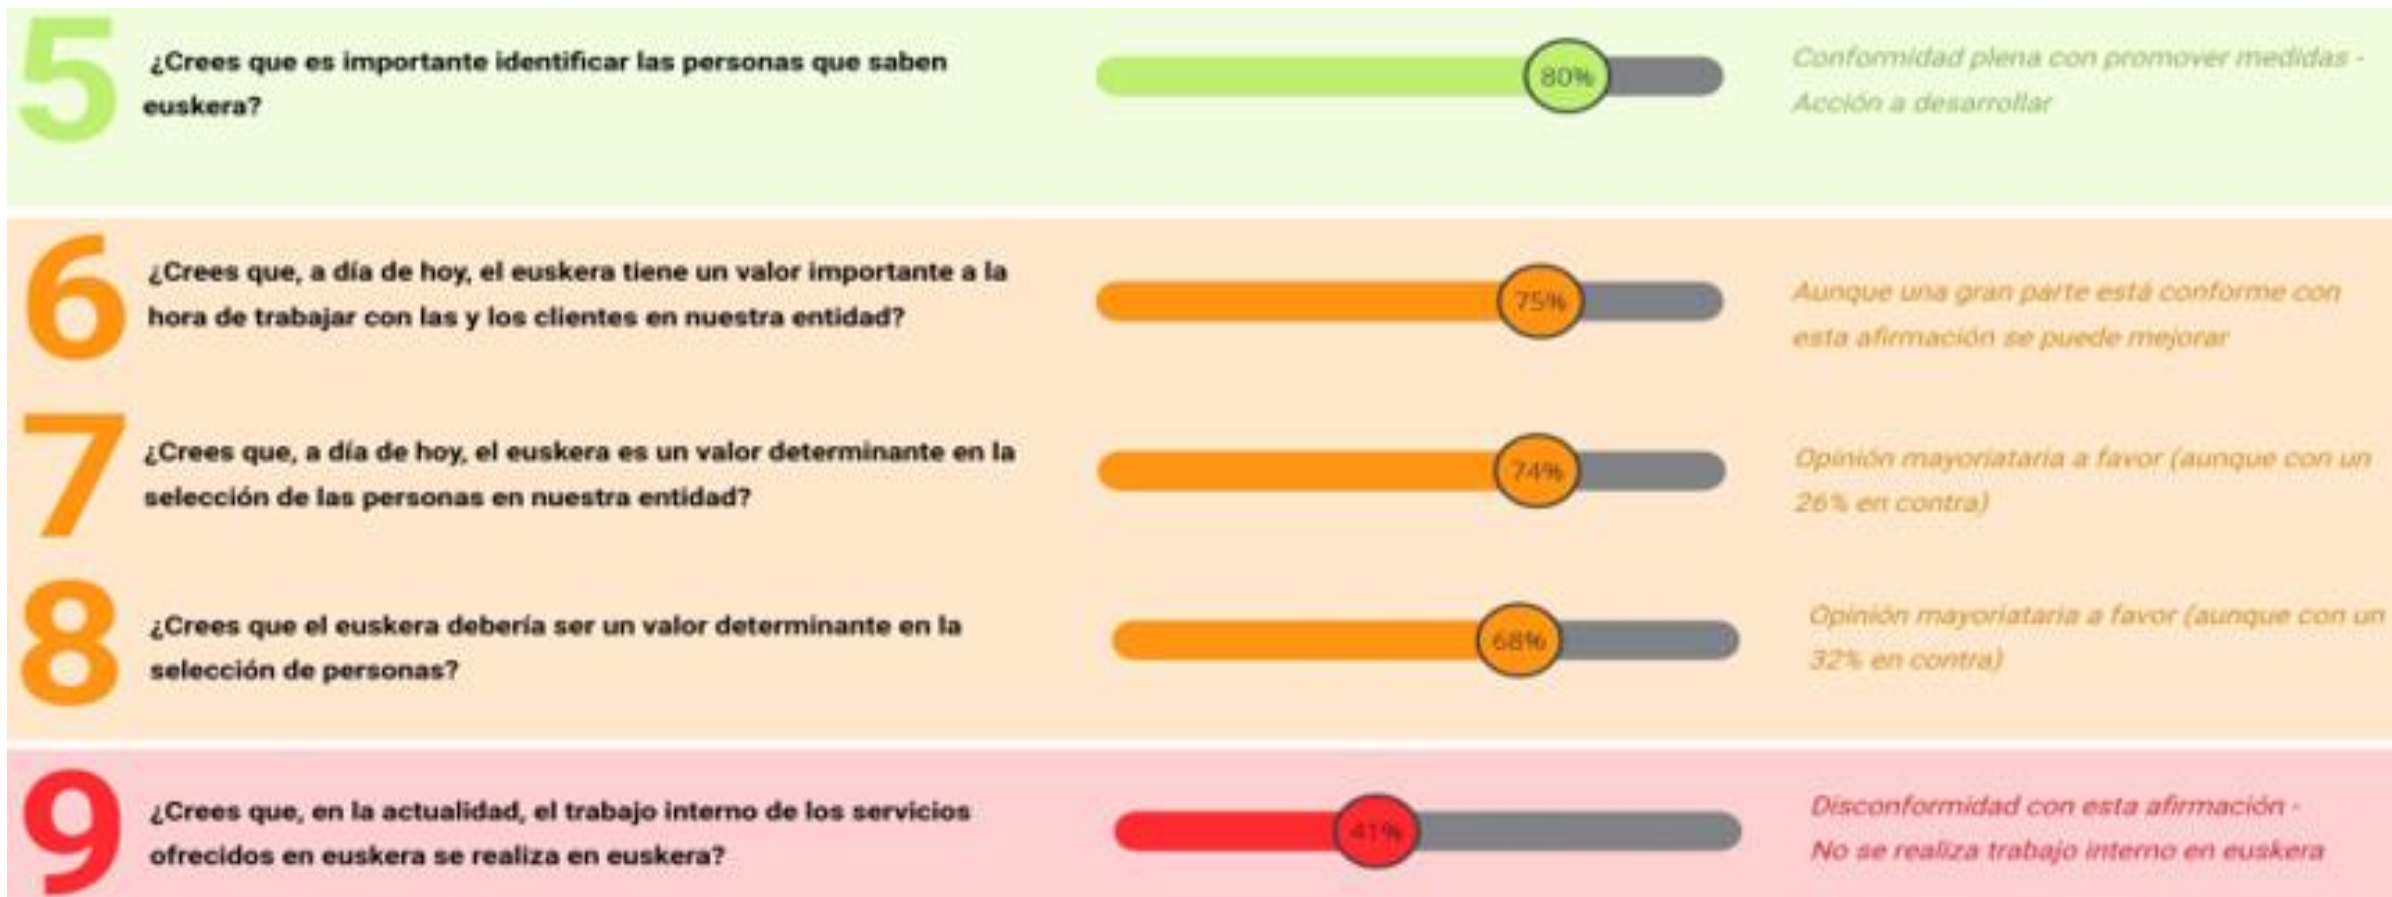 5
¿Crees que es importante identificar las personas que saben
euskera?
80%
Conformidad plena con promover medidas -
Acción a desarrollar
6
¿Crees que, a día de hoy, el euskera tiene un valor importante a la
hora de trabajar con las y los clientes en nuestra entidad?
75%
Aunque una gran parte está conforme con
esta afirmación se puede mejorar
7
¿Crees que, a día de hoy, el euskera es un valor determinante en la
selección de las personas en nuestra entidad?
74%
Opinión mayoriataria a favor (aunque con un
26% en contra)
8
¿Crees que el euskera debería ser un valor determinante en la
selección de personas?
68%
Opinión mayoriataria a favor (aunque con un
32% en contra)
9
¿Crees que, en la actualidad, el trabajo interno de los servicios
ofrecidos en euskera se realiza en euskera?
41%
Disconformidad con esta afirmación -
No se realiza trabajo interno en euskera